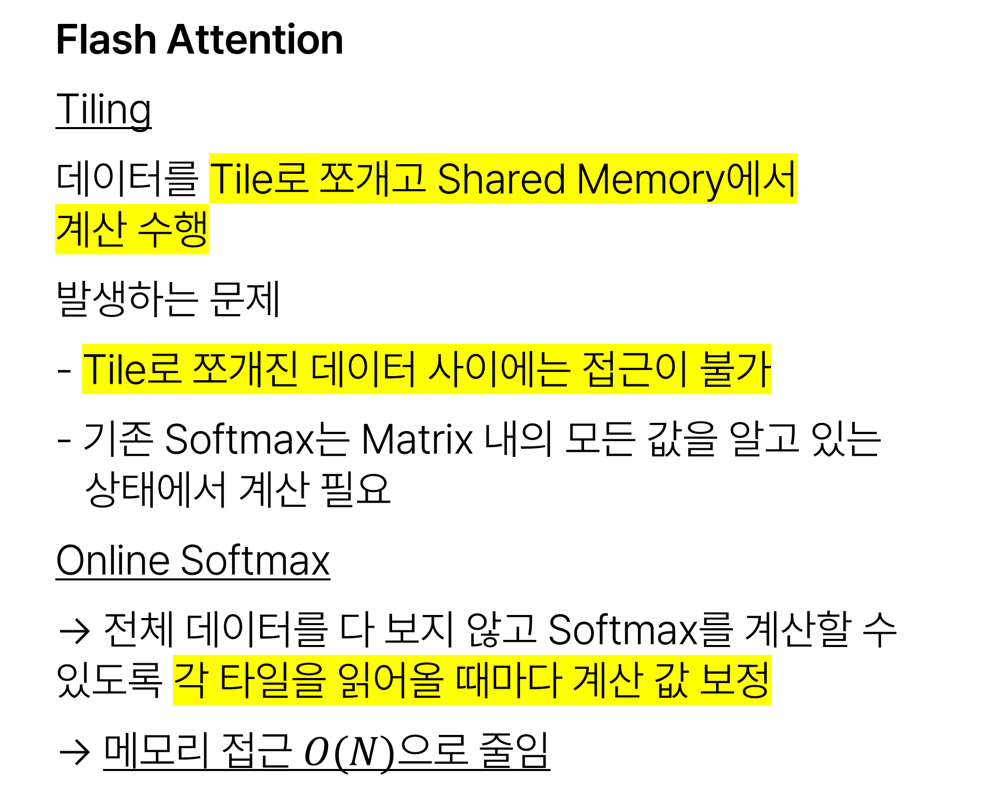 Flash Attention
Tiling
데이터를 Tile로 쪼개고 Shared Memory에서
계산 수행
발생하는 문제
- Tile로 쪼개진 데이터 사이에는 접근이 불가
- 기존 Softmax는 Matrix 내의 모든 값을 알고 있는
상태에서 계산 필요
Online Softmax
→ 전체 데이터를 다 보지 않고 Softmax를 계산할 수
있도록 각 타일을 읽어올 때마다 계산 값 보정
→ 메모리 접근 O(N)으로 줄임